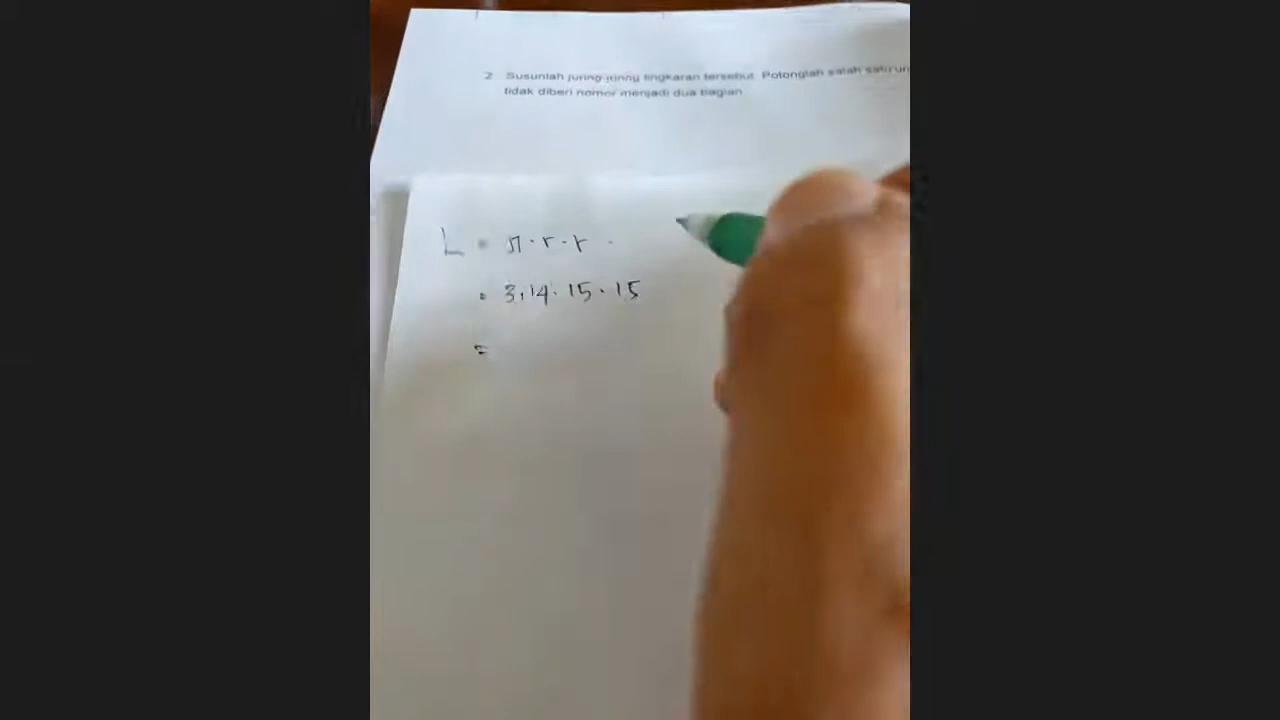 2 Susunlah juring-juring lingkaran tersebut. Potonglah salah satu
tidak diberi nomor menjadi dua bagian
L = π . r . r .
= 3,14 . 15 . 15
=